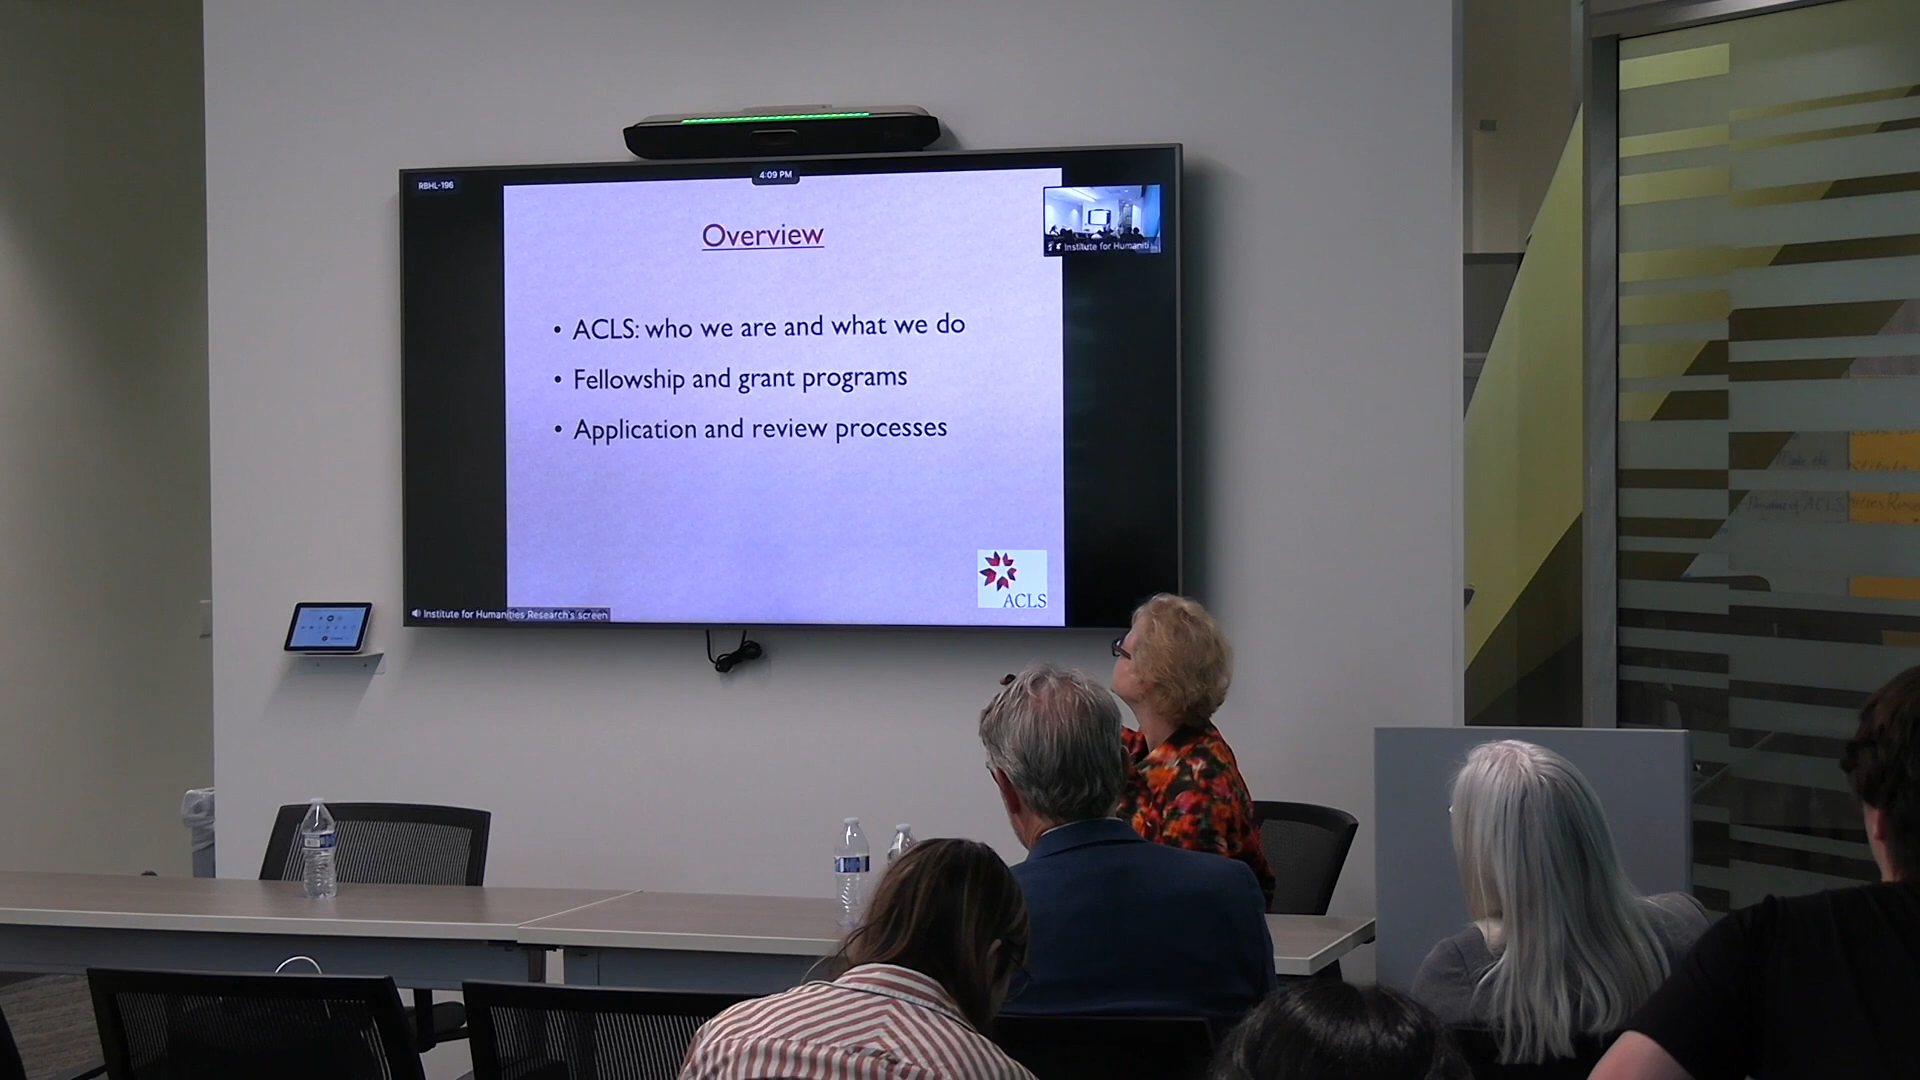 RBHL-196
4:09 PM
Overview
• ACLS: who we are and what we do
• Fellowship and grant programs
• Application and review processes
Institute for Humaniti...
ACLS
Institute for Humanities Research's screen